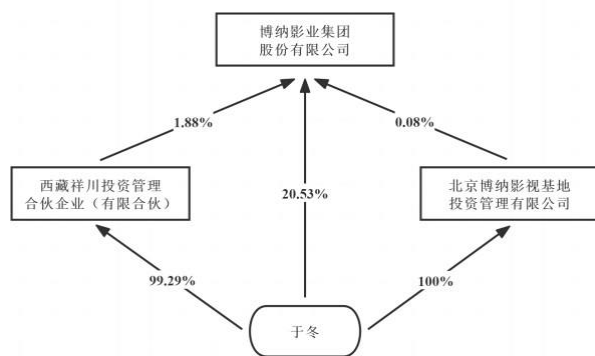 博纳影业集团
股份有限公司
1.88%
0.08%
西藏祥川投资管理
合伙企业（有限合伙）
20.53%
北京博纳影视基地
投资管理有限公司
99.29%
100%
于冬